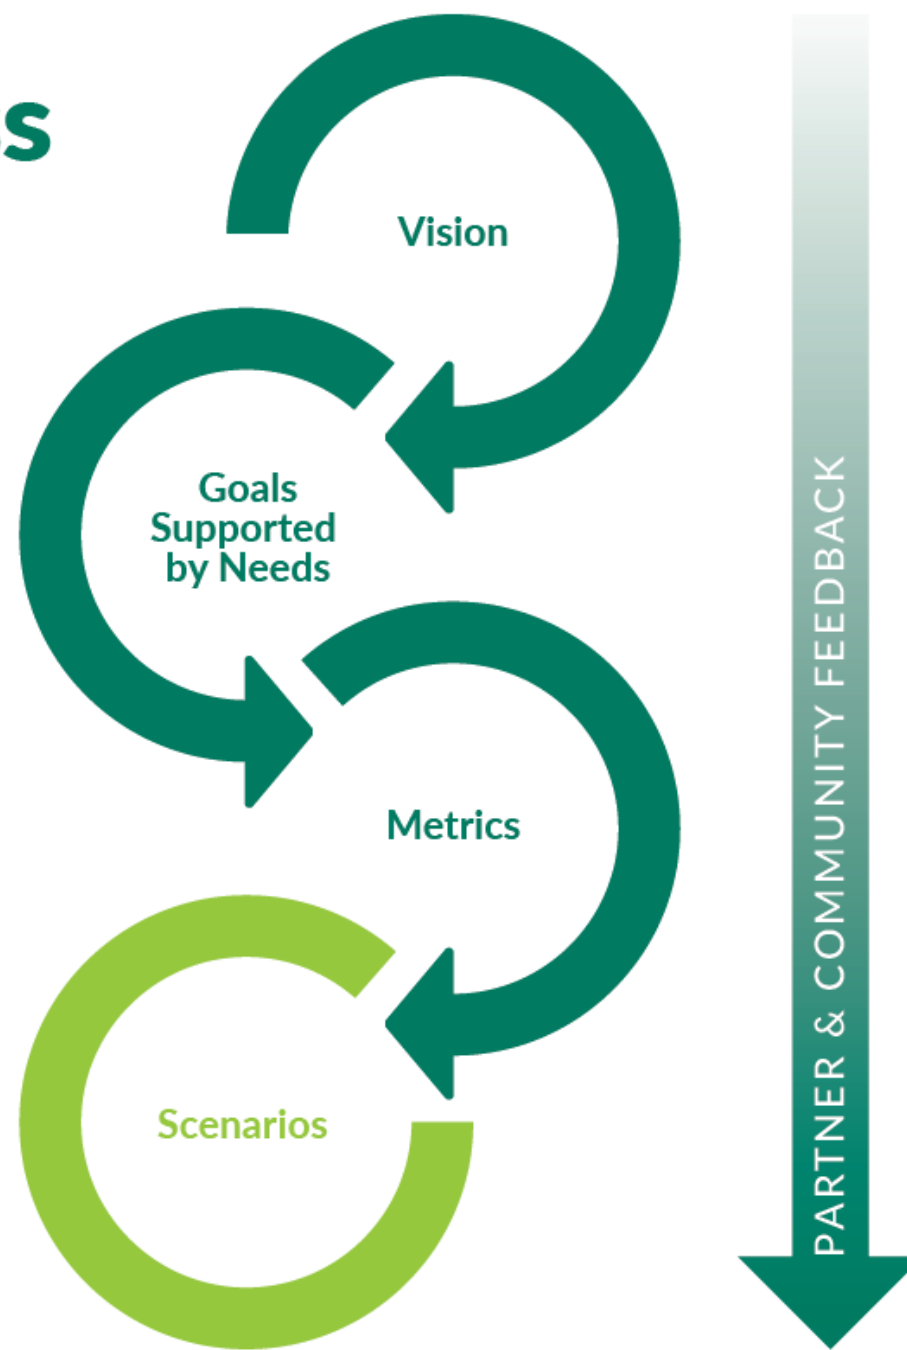 Vision
Goals
Supported
by Needs
Metrics
Scenarios
PARTNER & COMMUNITY FEEDBACK